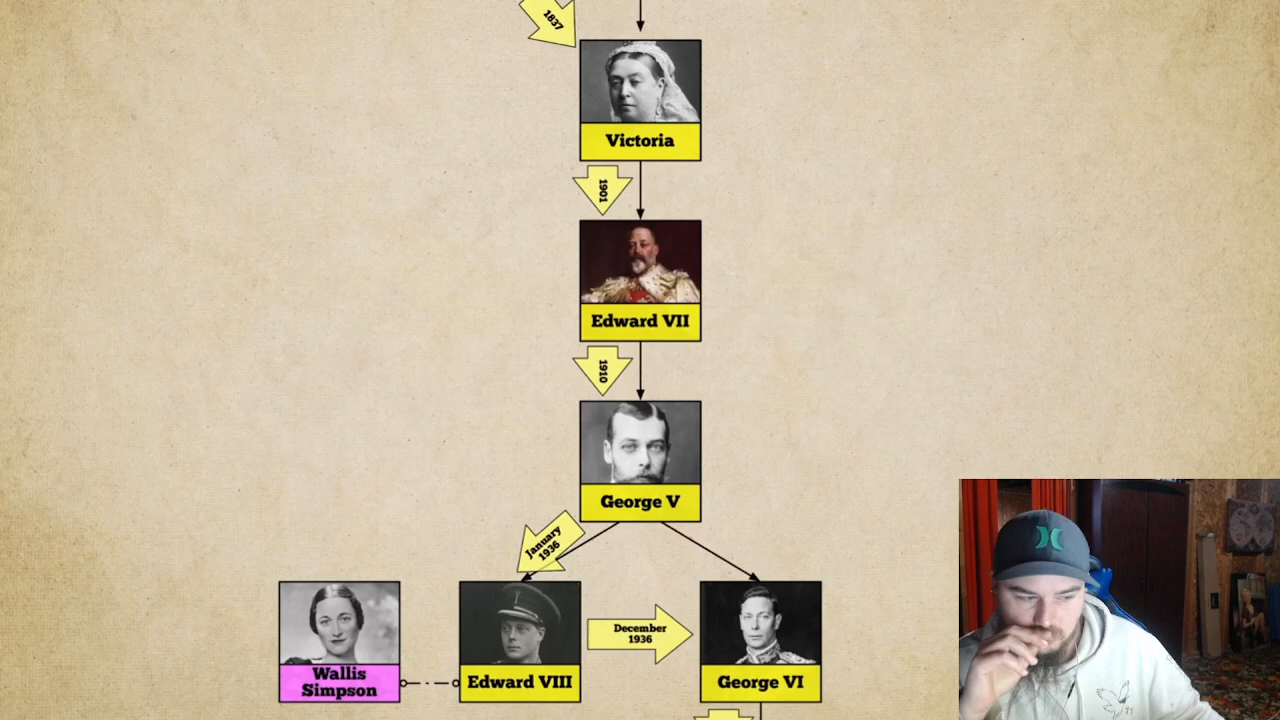 1837
Victoria
1901
Edward VII
1910
George V
January
1936
December
1936
Wallis
Simpson
Edward VIII
George VI